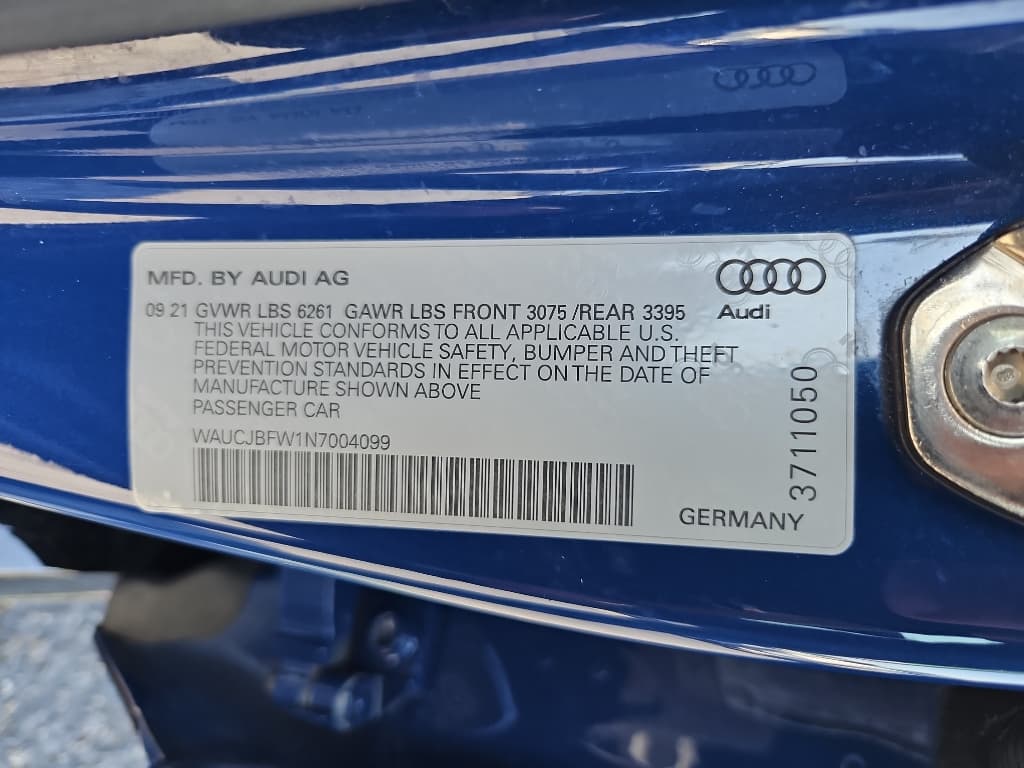 MFD. BY AUDI AG
09 21 GVWR LBS 6261 GAWR LBS FRONT 3075 /REAR 3395
THIS VEHICLE CONFORMS TO ALL APPLICABLE U.S.
FEDERAL MOTOR VEHICLE SAFETY, BUMPER AND THEFT
PREVENTION STANDARDS IN EFFECT ON THE DATE OF
MANUFACTURE SHOWN ABOVE
PASSENGER CAR
WAUCJBFW1N7004099
Audi
3711050
GERMANY